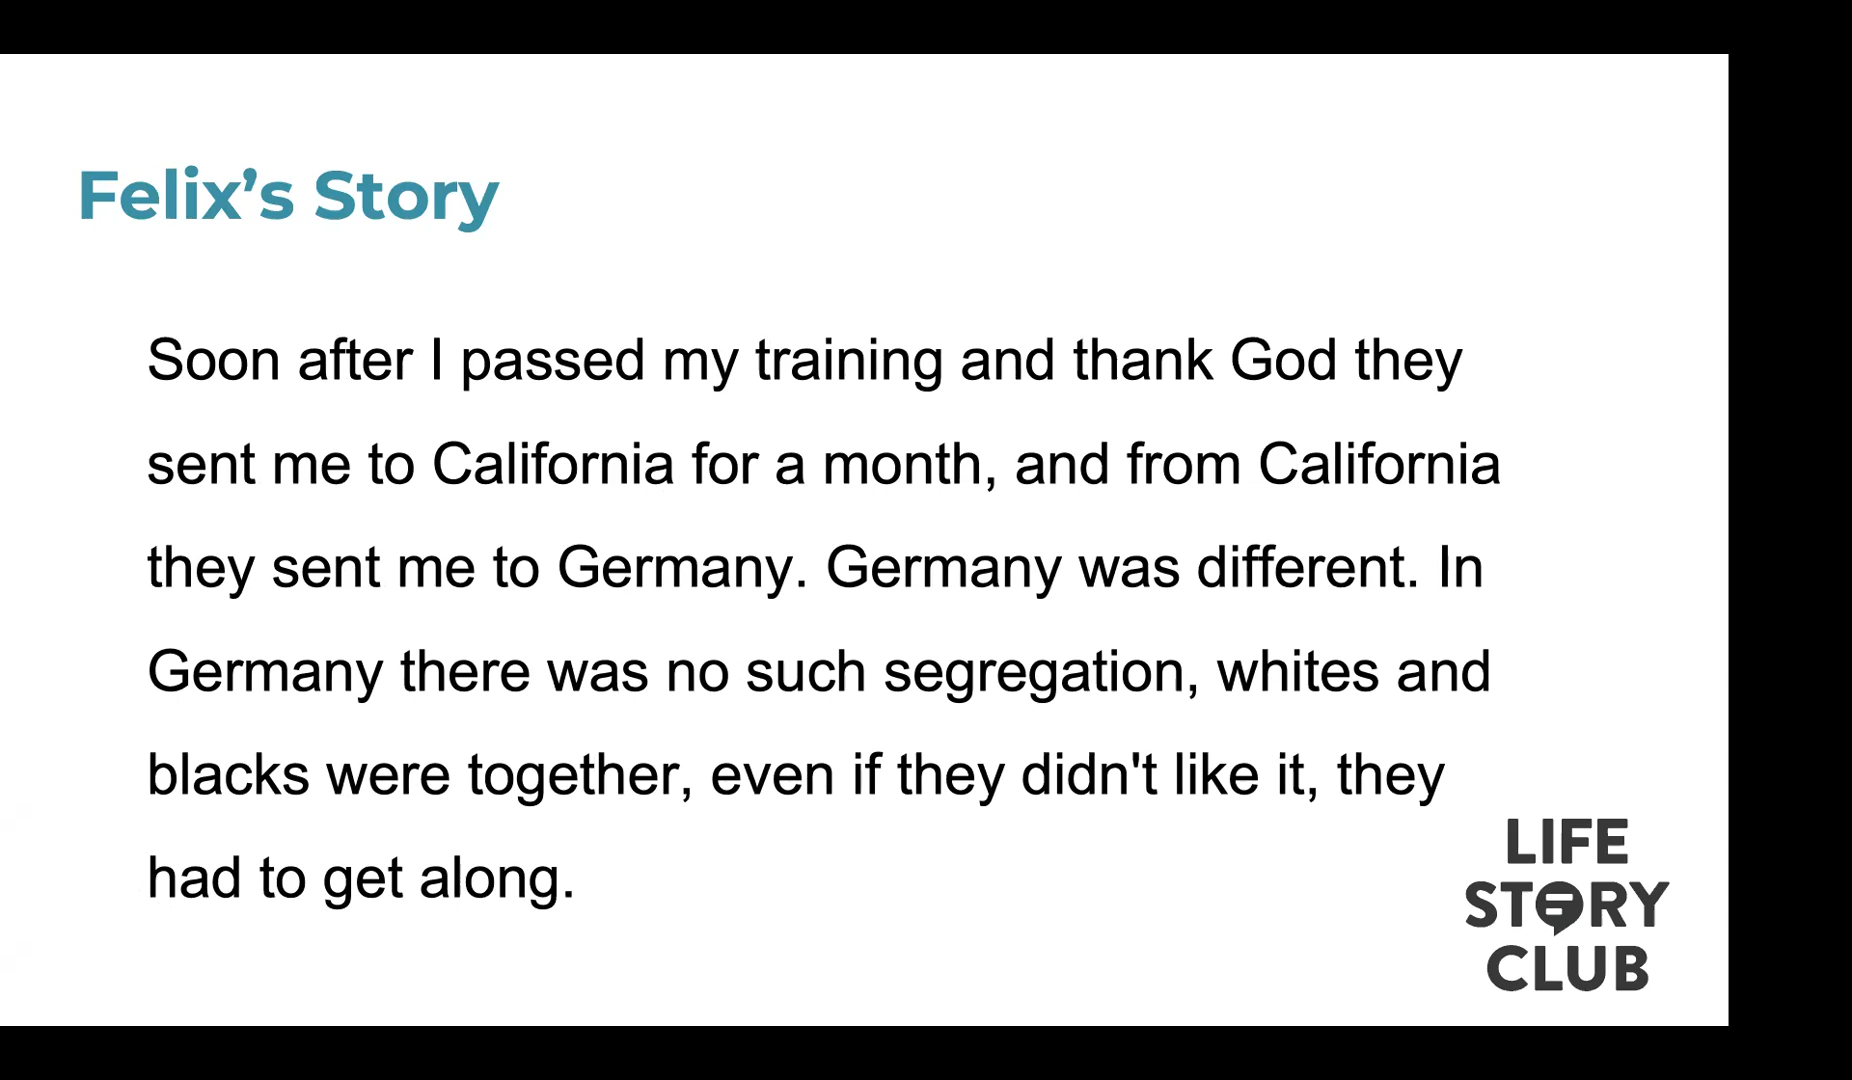 Felix’s Story
Soon after I passed my training and thank God they
sent me to California for a month, and from California
they sent me to Germany. Germany was different. In
Germany there was no such segregation, whites and
blacks were together, even if they didn't like it, they
had to get along.
LIFE
STORY
CLUB